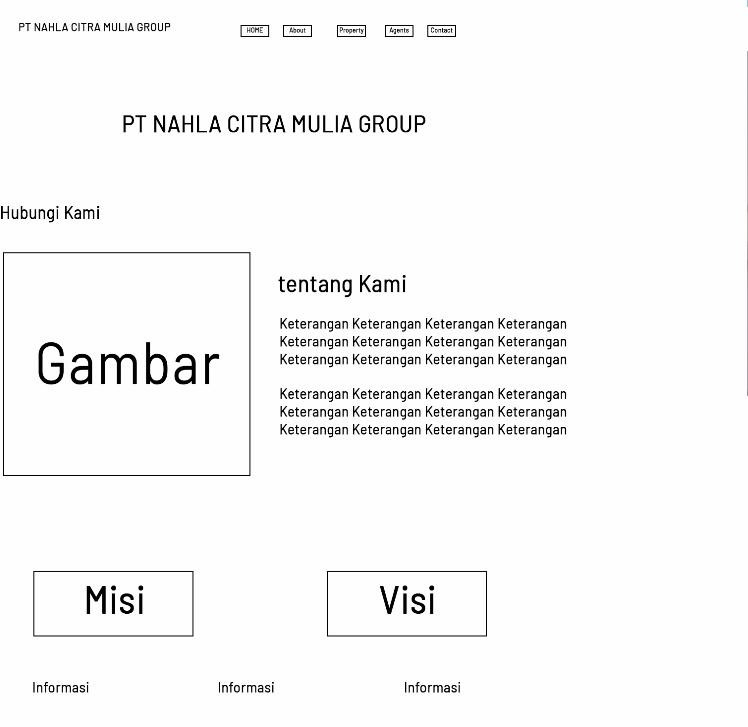 PT NAHLA CITRA MULIA GROUP
HOME About Property Agents Contact
PT NAHLA CITRA MULIA GROUP
Hubungi Kami
Gambar
tentang Kami
Keterangan Keterangan Keterangan Keterangan
Keterangan Keterangan Keterangan Keterangan
Keterangan Keterangan Keterangan Keterangan
Keterangan Keterangan Keterangan Keterangan
Keterangan Keterangan Keterangan Keterangan
Keterangan Keterangan Keterangan Keterangan
Misi Visi
Informasi Informasi Informasi